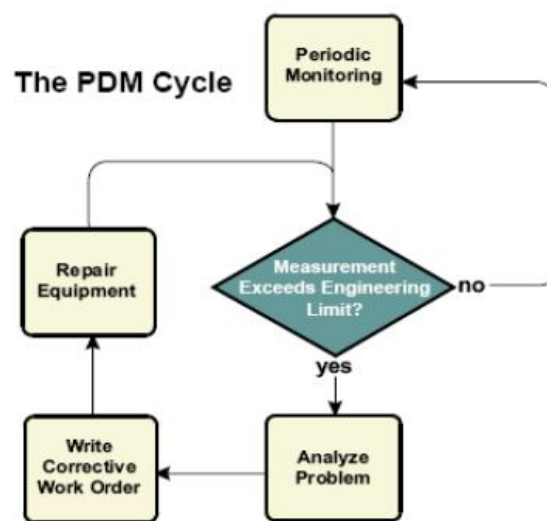 The PDM Cycle
Periodic
Monitoring
Measurement
Exceeds Engineering
Limit?
no
yes
Analyze
Problem
Write
Corrective
Work Order
Repair
Equipment